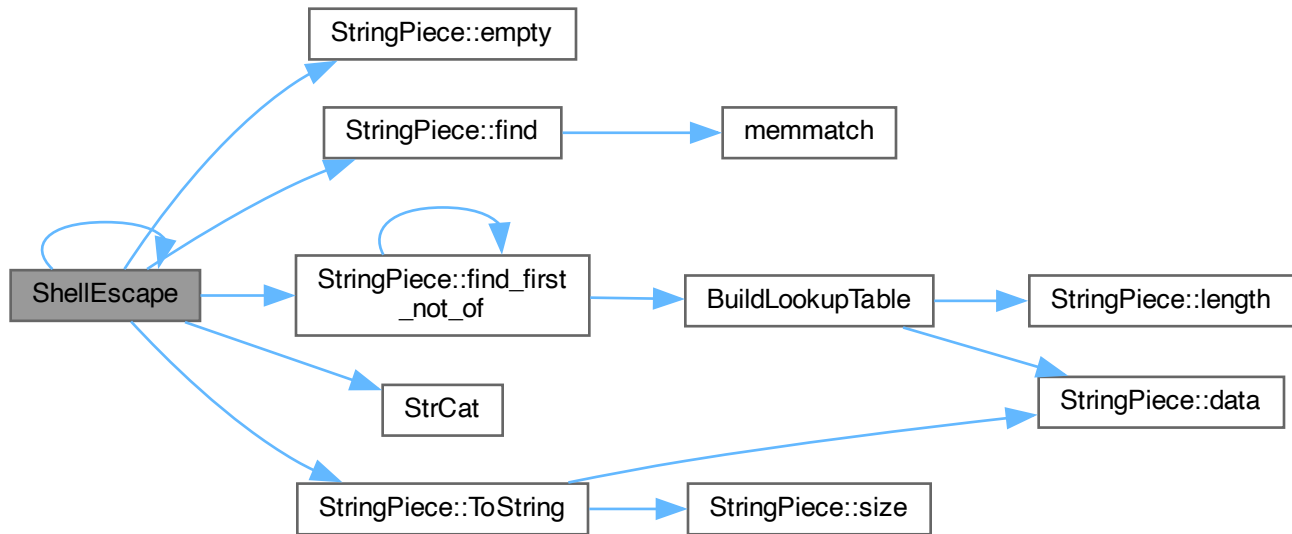 StringPiece::empty
StringPiece::find
memmatch
ShellEscape
StringPiece::find_first
_not_of
BuildLookupTable
StringPiece::length
StrCat
StringPiece::data
StringPiece::ToString
StringPiece::size